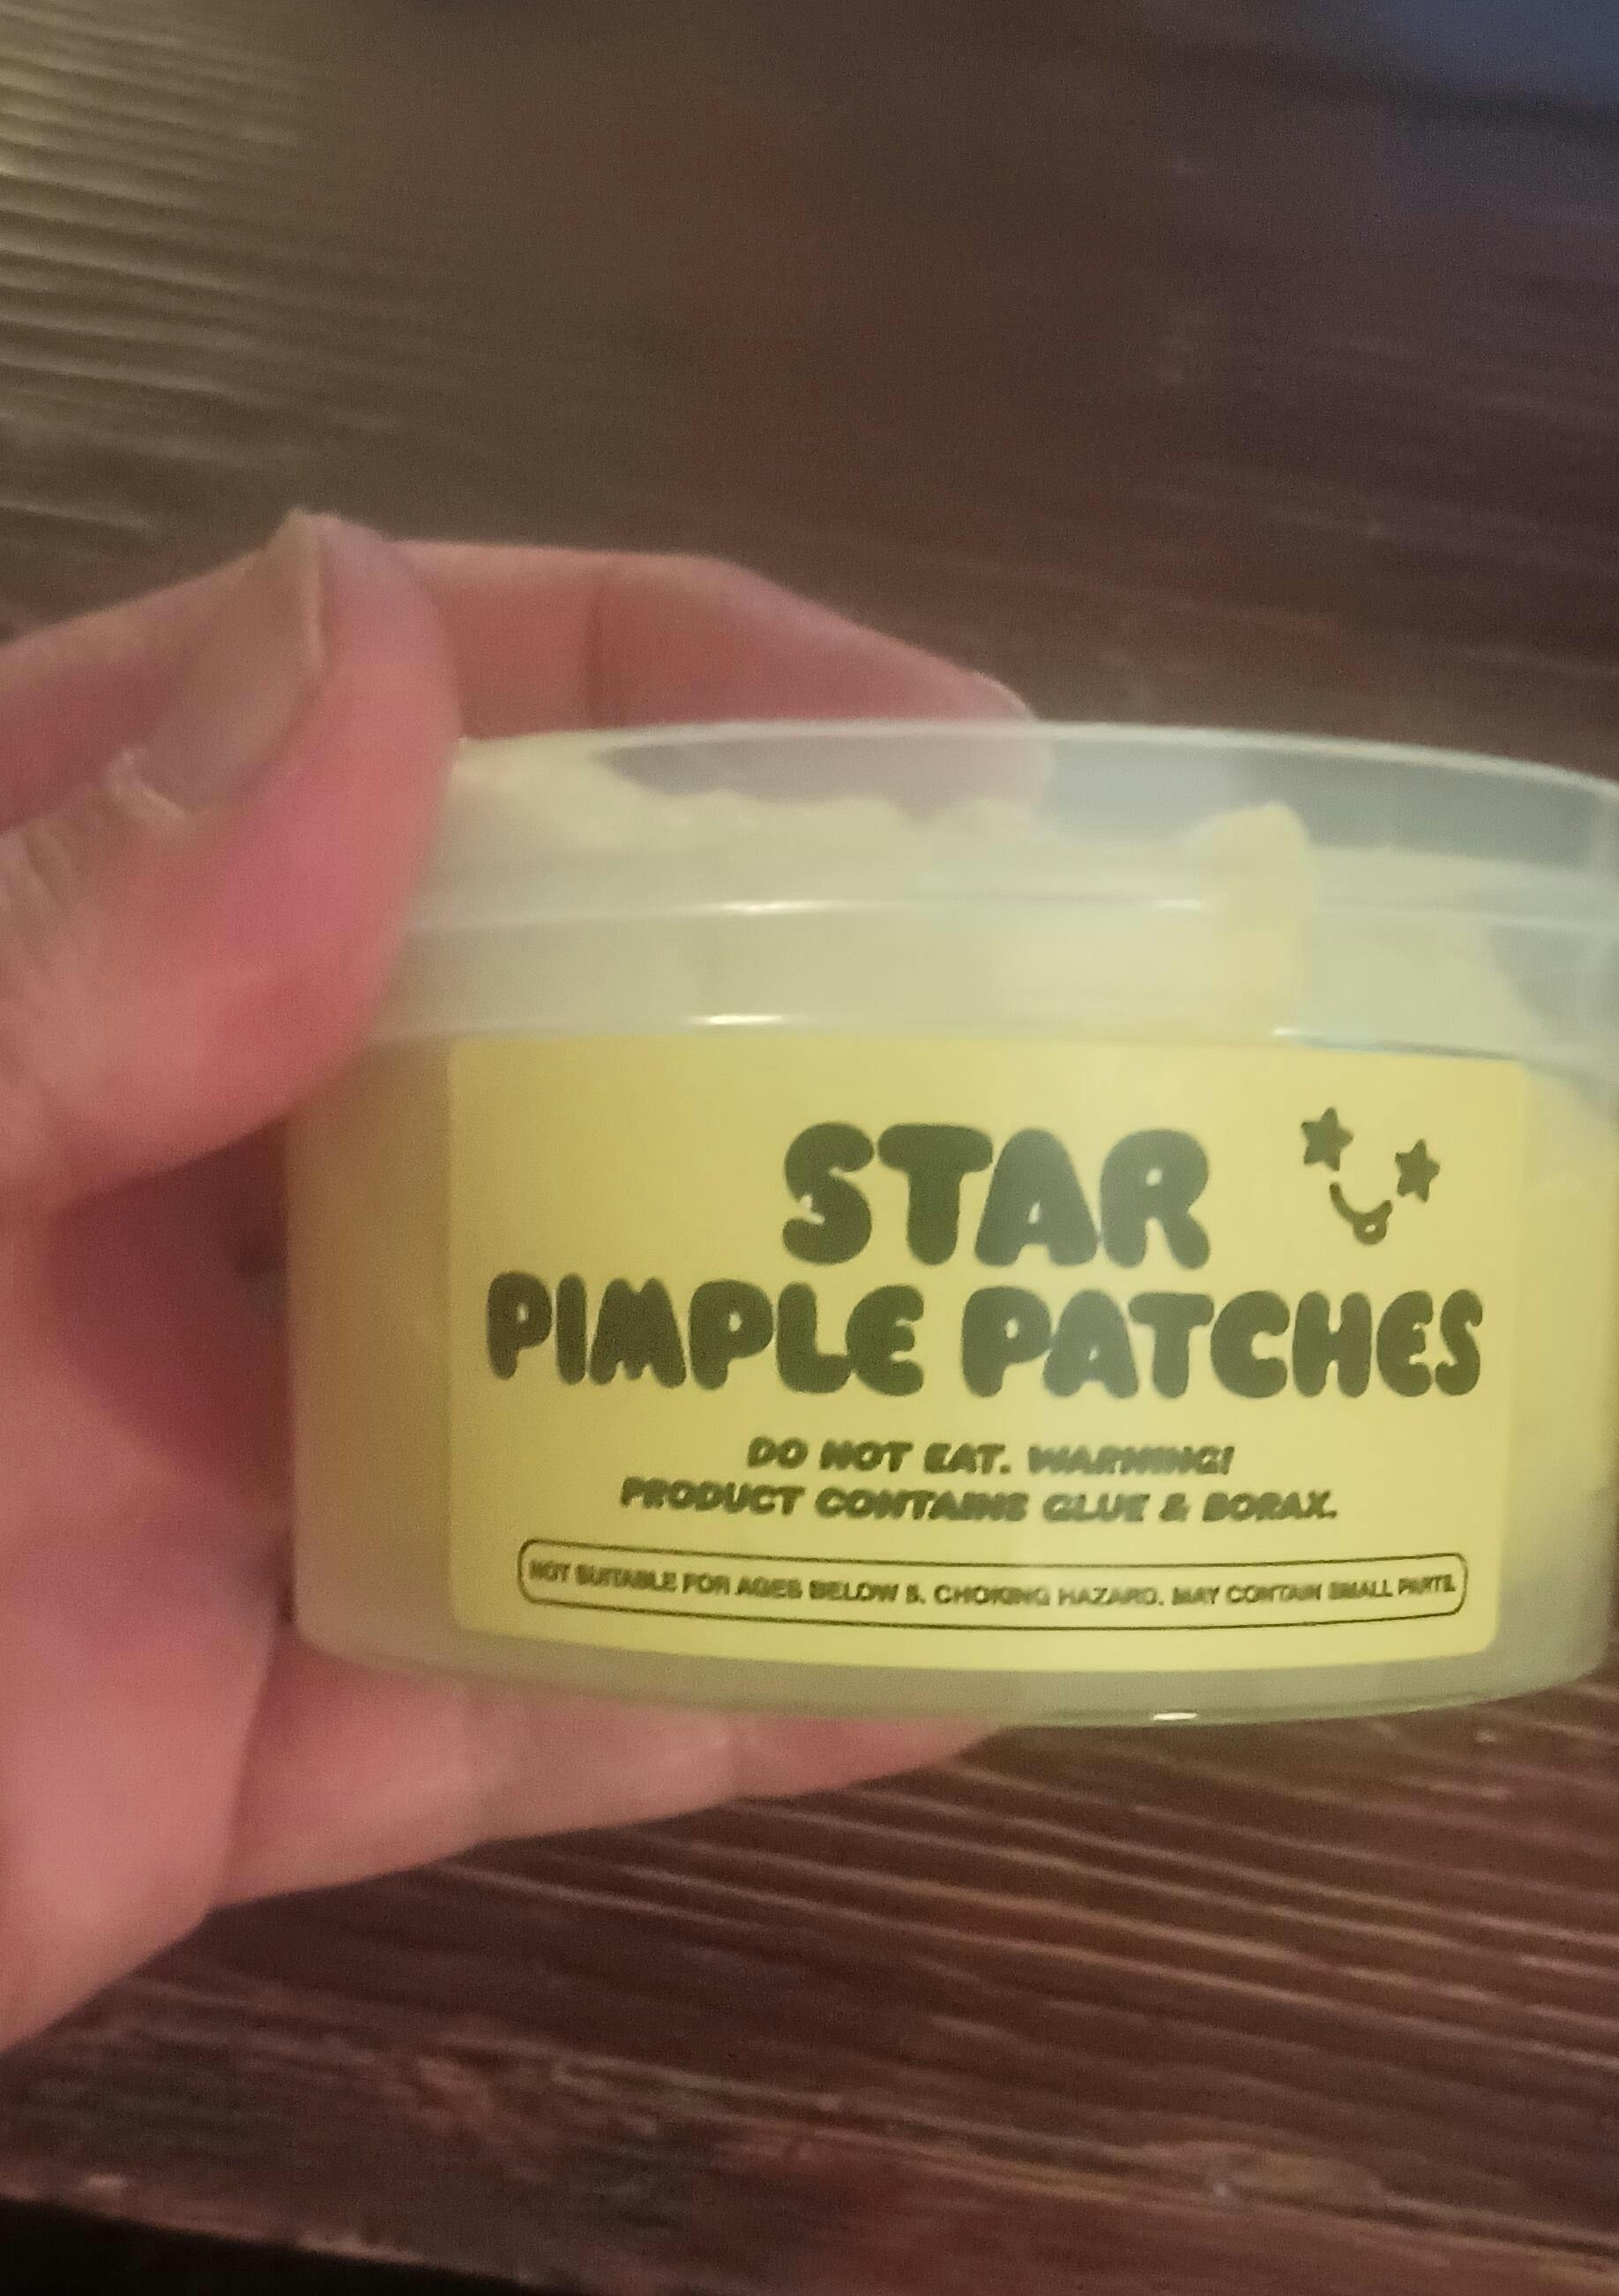 STAR
PIMPLE PATCHES
DO NOT EAT. WARNING!
PRODUCT CONTAINS GLUE & BORAX.
NOT SUITABLE FOR AGES BELOW 5. CHOKING HAZARD. MAY CONTAIN SMALL PARTS.